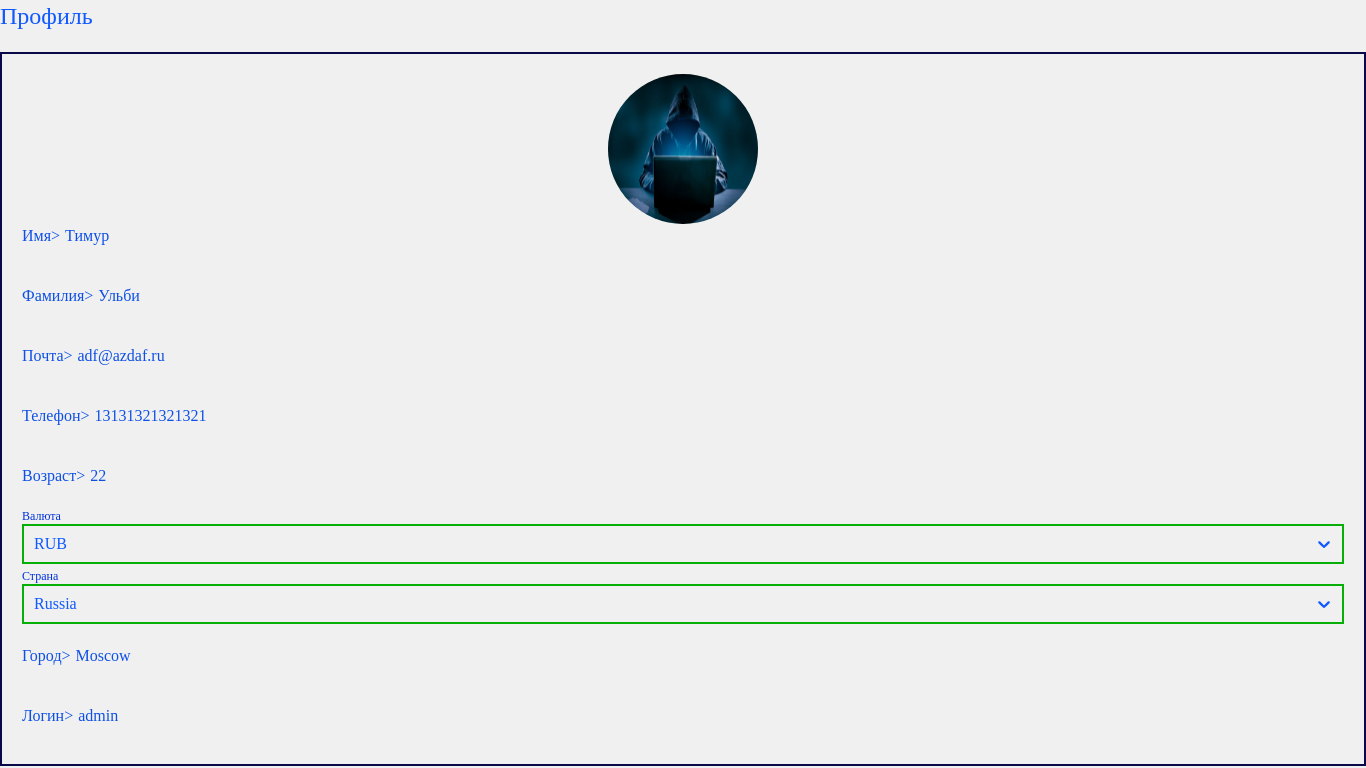 Профиль
Имя> Тимур
Фамилия> Ульби
Почта> adf@azdaf.ru
Телефон> 13131321321321
Возраст> 22
Валюта
RUB
Страна
Russia
Город> Moscow
Логин> admin